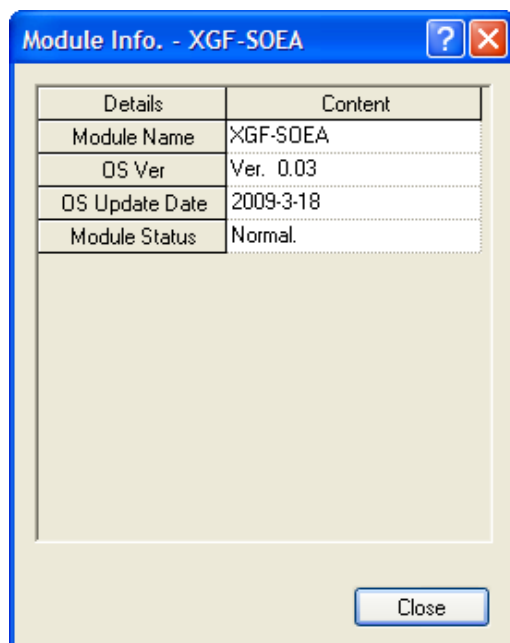 Module Info. - XGF-SOEA
Details Content
Module Name XGF-SOEA
OS Ver Ver. 0.03
OS Update Date 2009-3-18
Module Status Normal.
Close